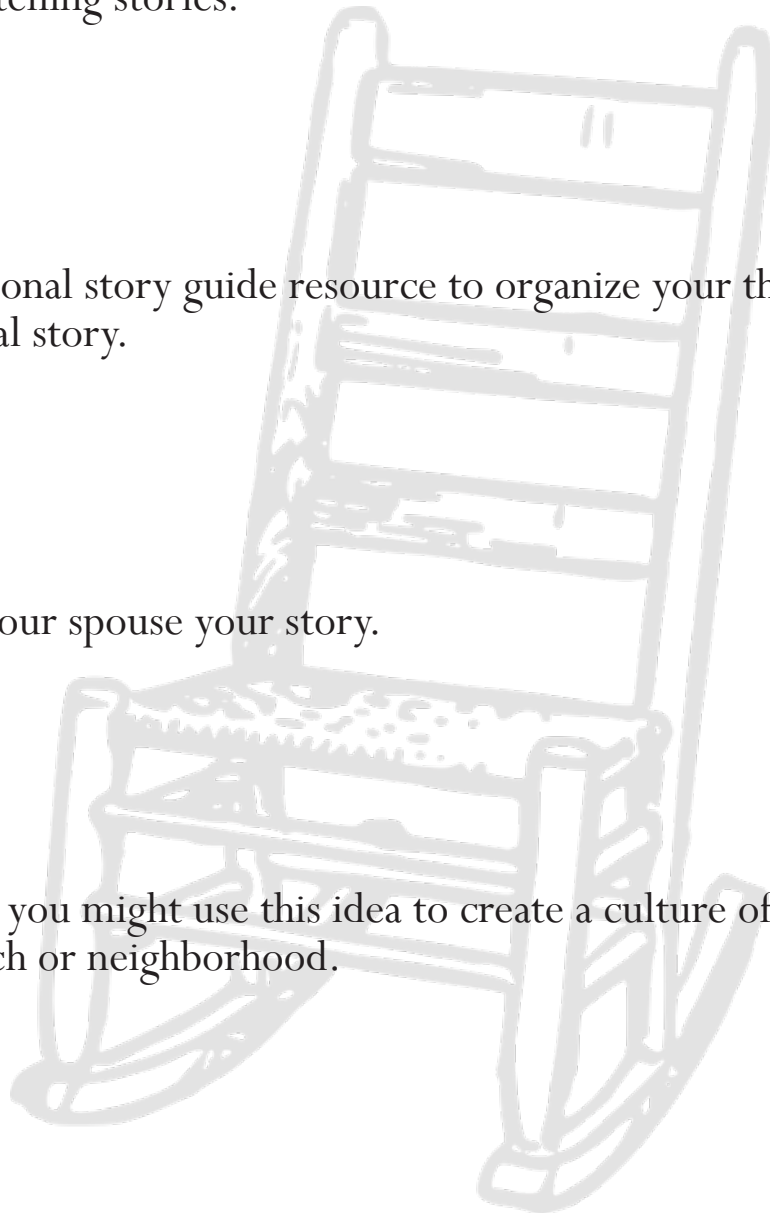 stories.
onal story guide resource to organize your th
al story.
our spouse your story.
you might use this idea to create a culture of
ch or neighborhood.